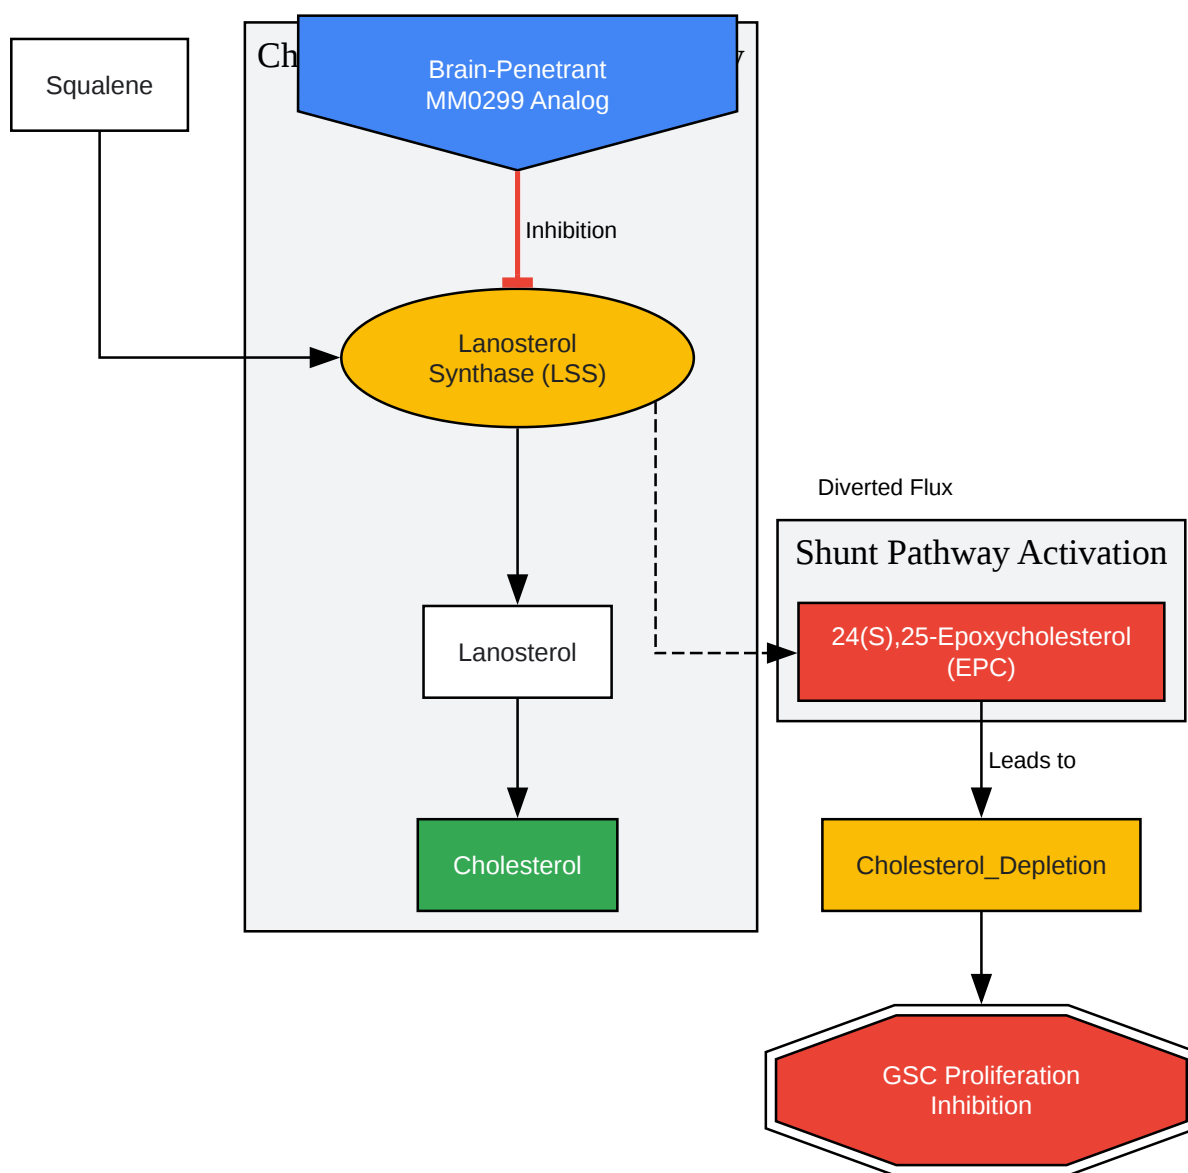 Squalene
Brain-Penetrant
MM0299 Analog
Inhibition
Lanosterol
Synthase (LSS)
Diverted Flux
Shunt Pathway Activation
24(S),25-Epoxycholesterol
(EPC)
Lanosterol
Leads to
Cholesterol
Cholesterol_Depletion
GSC Proliferation
Inhibition